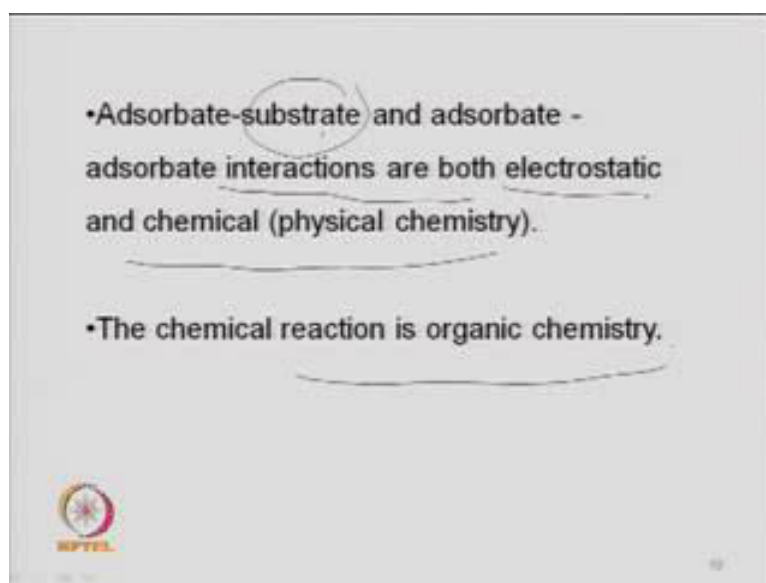 •Adsorbate-substrate and adsorbate -
adsorbate interactions are both electrostatic
and chemical (physical chemistry).
•The chemical reaction is organic chemistry.
NPTEL